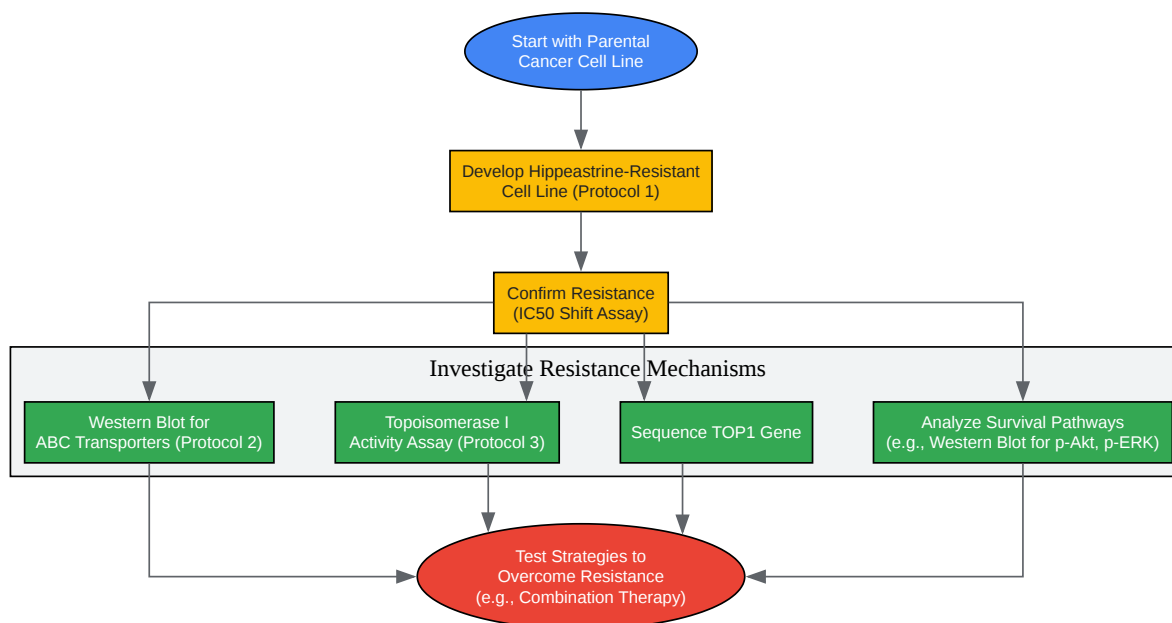 Start with Parental
Cancer Cell Line
Develop Hippeastrine-Resistant
Cell Line (Protocol 1)
Confirm Resistance
(IC50 Shift Assay)
Investigate Resistance Mechanisms
Western Blot for
ABC Transporters (Protocol 2)
Topoisomerase I
Activity Assay (Protocol 3)
Sequence TOP1 Gene
Analyze Survival Pathways
(e.g., Western Blot for p-Akt, p-ERK)
Test Strategies to
Overcome Resistance
(e.g., Combination Therapy)